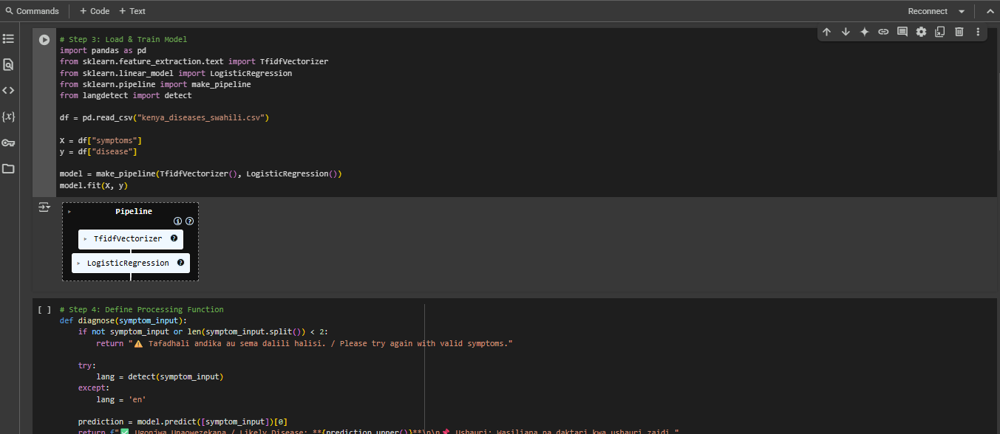 Commands + Code + Text Reconnect
# Step 3: Load & Train Model
import pandas as pd
from sklearn.feature_extraction.text import TfidfVectorizer
from sklearn.linear_model import LogisticRegression
from sklearn.pipeline import make_pipeline
from langdetect import detect
df = pd.read_csv("kenya_diseases_swahili.csv")
X = df["symptoms"]
y = df["disease"]
model = make_pipeline(TfidfVectorizer(), LogisticRegression())
model.fit(X, y)
Pipeline
TfidfVectorizer
LogisticRegression
[ ] # Step 4: Define Processing Function
def diagnose(symptom_input):
if not symptom_input or len(symptom_input.split()) < 2:
return "⚠️ Tafadhali andika au sema dalili halisi. / Please try again with valid symptoms."
try:
lang = detect(symptom_input)
except:
lang = 'en'
prediction = model.predict([symptom_input])[0]
return f"✅ Ugonjwa Unaowezekana / Likely Disease: **{prediction.upper()}**\n\n📌 Ushauri: Wasiliana na daktari kwa ushauri zaidi."